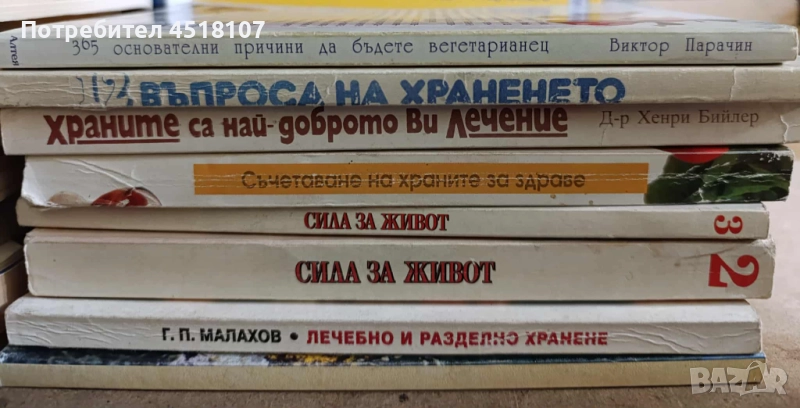 Потребител 4518107
Алтея
365 основателни причини да бъдете вегетарианец Виктор Парачин
312 ВЪПРОСА НА ХРАНЕНЕТО
Храните са най-доброто Ви Лечение Д-р Хенри Бийлер
Съчетаване на храните за здраве
СИЛА ЗА ЖИВОТ 3
СИЛА ЗА ЖИВОТ 2
Г. П. МАЛАХОВ • ЛЕЧЕБНО И РАЗДЕЛНО ХРАНЕНЕ
BAZAR